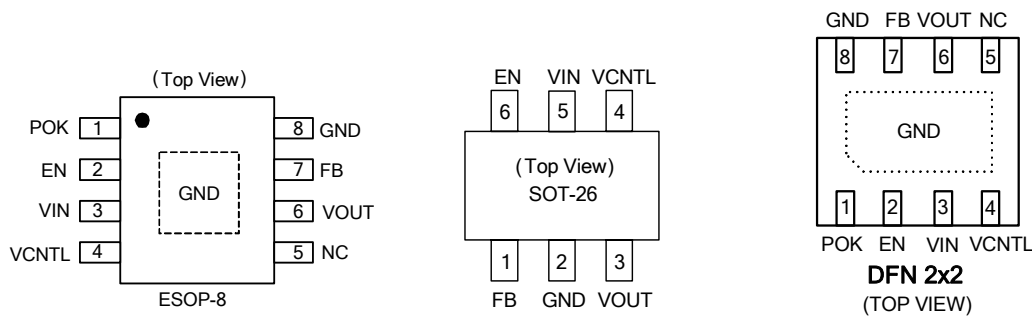 (Top View)
POK 1 8 GND
EN 2 7 FB
VIN 3 6 VOUT
VCNTL 4 5 NC
GND
ESOP-8
EN VIN VCNTL
6 5 4
(Top View)
SOT-26
1 2 3
FB GND VOUT
GND FB VOUT NC
8 7 6 5
GND
1 2 3 4
POK EN VIN VCNTL
DFN 2x2
(TOP VIEW)